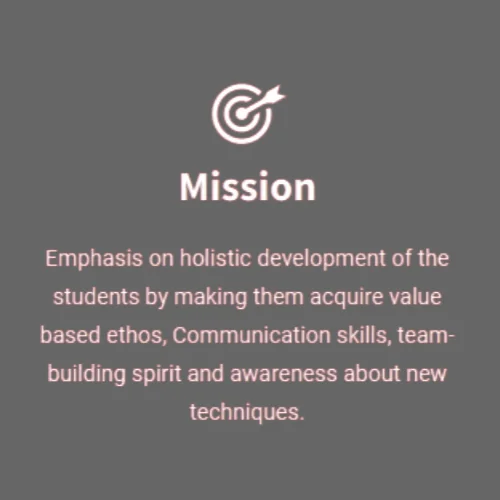 Mission
Emphasis on holistic development of the
students by making them acquire value
based ethos, Communication skills, team-
building spirit and awareness about new
techniques.